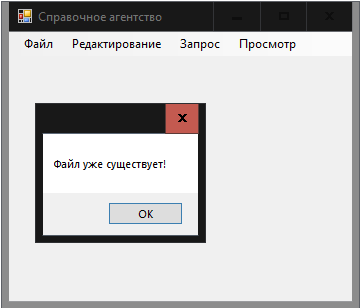 Справочное агентство
Файл Редактирование Запрос Просмотр
Файл уже существует!
OK